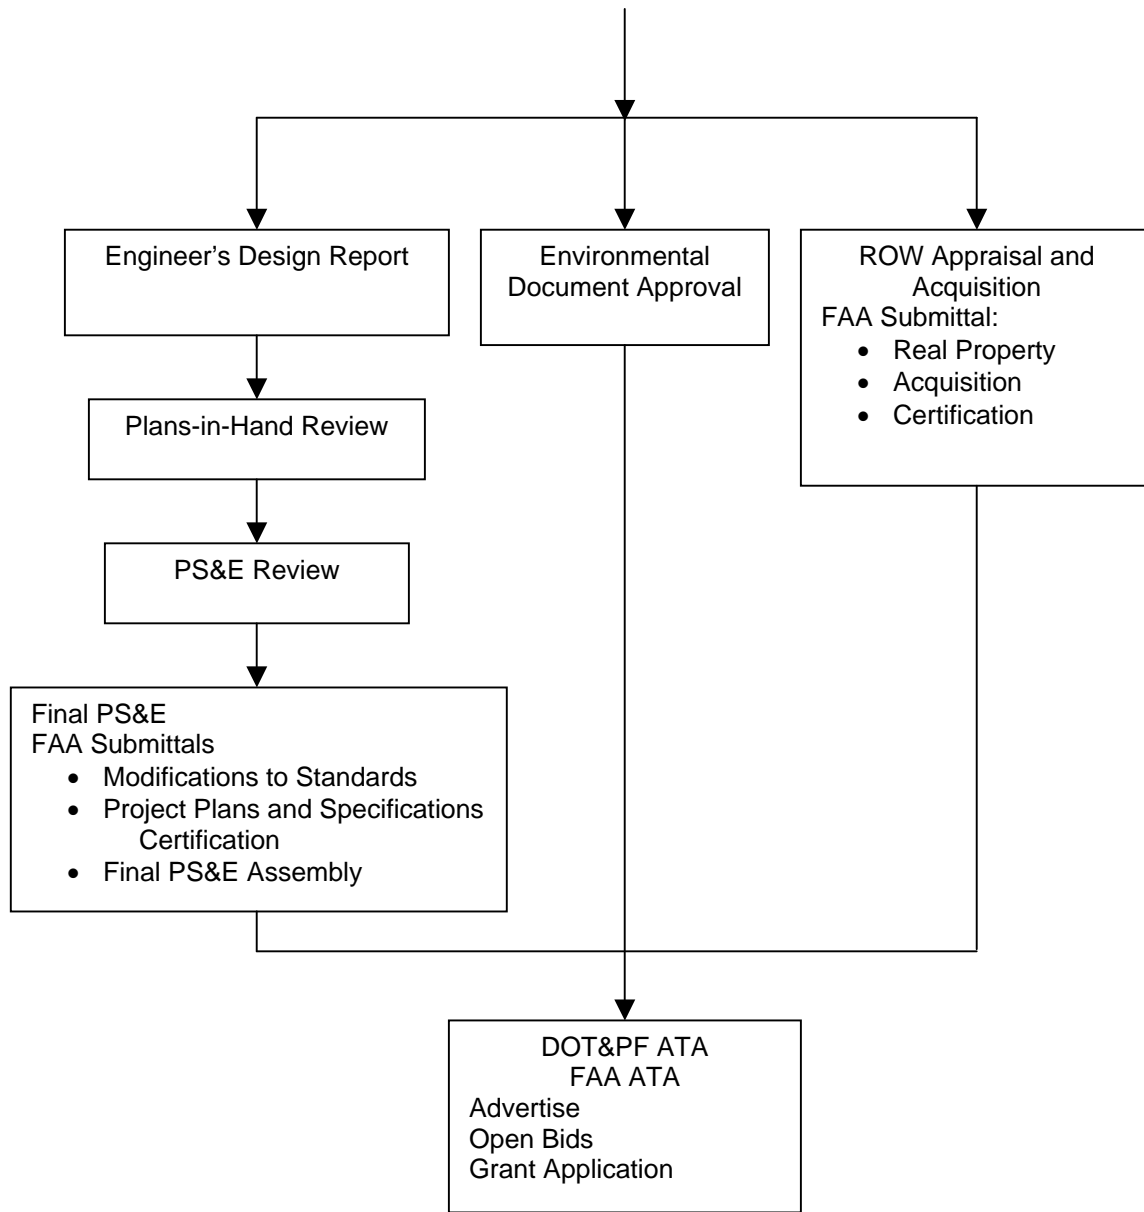 Engineer’s Design Report
Environmental
Document Approval
ROW Appraisal and
Acquisition
FAA Submittal:
• Real Property
• Acquisition
• Certification
Plans-in-Hand Review
PS&E Review
Final PS&E
FAA Submittals
• Modifications to Standards
• Project Plans and Specifications
Certification
• Final PS&E Assembly
DOT&PF ATA
FAA ATA
Advertise
Open Bids
Grant Application